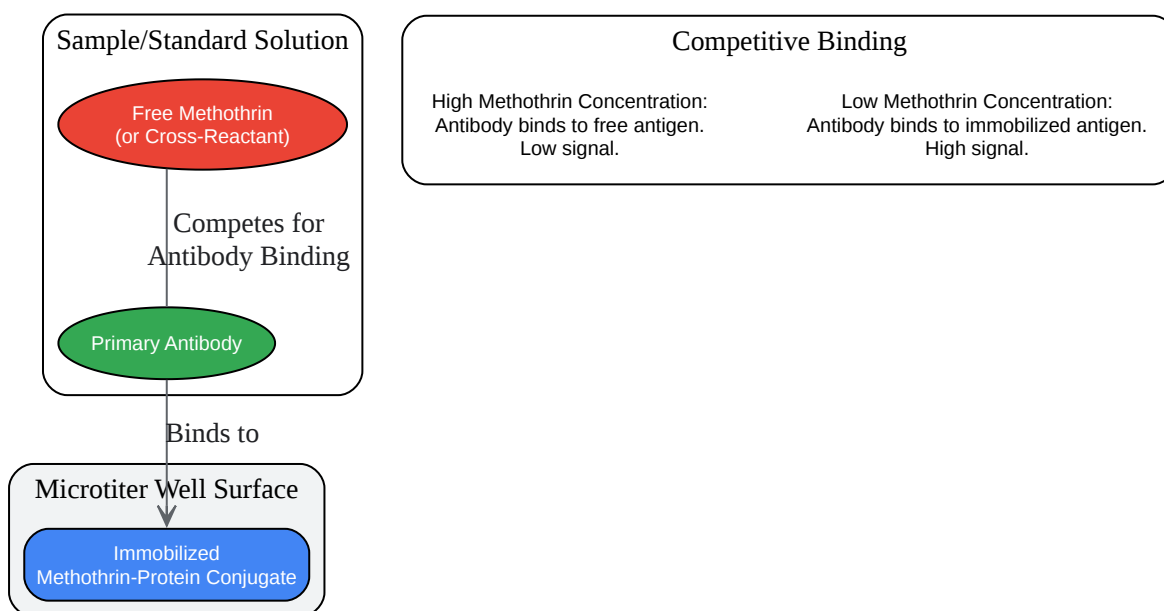 Sample/Standard Solution
Free Methothrin
(or Cross-Reactant)
Competes for
Antibody Binding
Primary Antibody
Binds to
Microtiter Well Surface
Immobilized
Methothrin-Protein Conjugate
Competitive Binding
High Methothrin Concentration:
Antibody binds to free antigen.
Low signal.
Low Methothrin Concentration:
Antibody binds to immobilized antigen.
High signal.